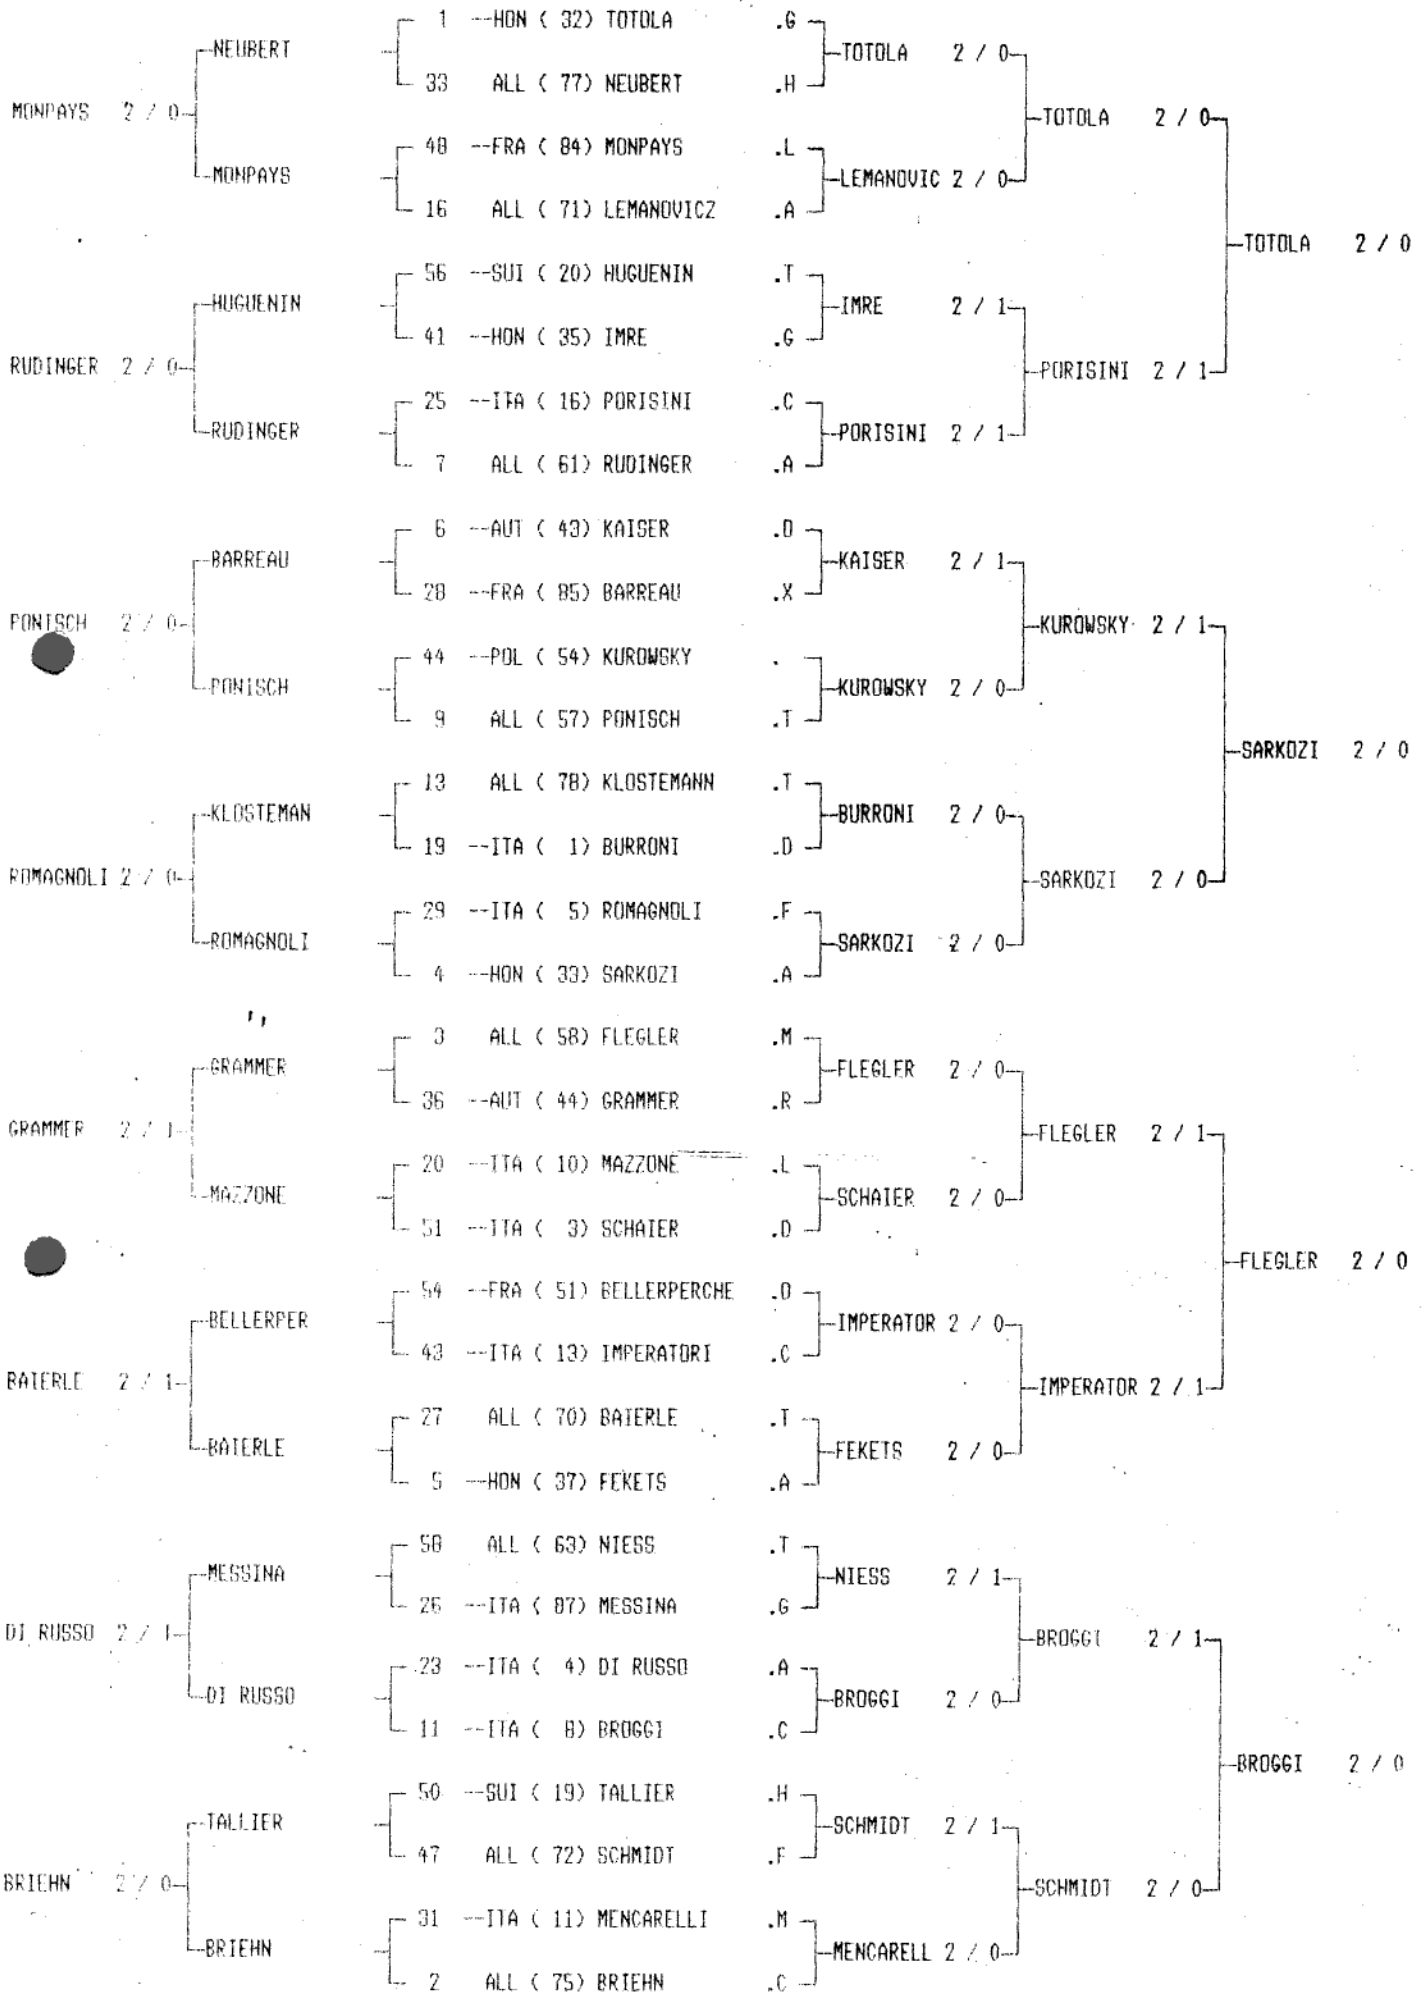 1 --HON ( 32) TOTOLA .G
NEUBERT TOTOLA 2 / 0
33 ALL ( 77) NEUBERT .H
MONPAYS 2 / 0 TOTOLA 2 / 0
48 --FRA ( 84) MONPAYS .L
MONPAYS LEMANOVIC 2 / 0
16 ALL ( 71) LEMANOVICZ .A
TOTOLA 2 / 0
56 --SUI ( 20) HUGUENIN .T
HUGUENIN IMRE 2 / 1
41 --HON ( 35) IMRE .G
RUDINGER 2 / 0 PORISINI 2 / 1
25 --ITA ( 16) PORISINI .C
RUDINGER PORISINI 2 / 1
7 ALL ( 61) RUDINGER .A
6 --AUT ( 43) KAISER .D
BARREAU KAISER 2 / 1
28 --FRA ( 85) BARREAU .X
PONISCH 2 / 0 KUROWSKY 2 / 1
44 --POL ( 54) KUROWSKY .
PONISCH KUROWSKY 2 / 0
9 ALL ( 57) PONISCH .T
SARKOZI 2 / 0
13 ALL ( 78) KLOSTEMANN .T
KLOSTEMAN BURRONI 2 / 0
19 --ITA ( 1) BURRONI .D
ROMAGNOLI 2 / 0 SARKOZI 2 / 0
29 --ITA ( 5) ROMAGNOLI .F
ROMAGNOLI SARKOZI 2 / 0
4 --HON ( 33) SARKOZI .A
3 ALL ( 58) FLEGLER .M
GRAMMER FLEGLER 2 / 0
36 --AUT ( 44) GRAMMER .R
GRAMMER 2 / 1 FLEGLER 2 / 1
20 --ITA ( 10) MAZZONE .L
MAZZONE SCHAIER 2 / 0
51 --ITA ( 3) SCHAIER .D
FLEGLER 2 / 0
54 --FRA ( 51) BELLERPERCHE .O
BELLERPER IMPERATOR 2 / 0
43 --ITA ( 13) IMPERATORI .C
BAIERLE 2 / 1 IMPERATOR 2 / 1
27 ALL ( 70) BAIERLE .T
BAIERLE FEKETS 2 / 0
5 --HON ( 37) FEKETS .A
58 ALL ( 63) NIESS .T
MESSINA NIESS 2 / 1
26 --ITA ( 87) MESSINA .G
DI RUSSO 2 / 1 BROGGI 2 / 1
23 --ITA ( 4) DI RUSSO .A
DI RUSSO BROGGI 2 / 0
11 --ITA ( 8) BROGGI .C
BROGGI 2 / 0
50 --SUI ( 19) TALLIER .H
TALLIER SCHMIDT 2 / 1
47 ALL ( 72) SCHMIDT .F
BRIEHN 2 / 0 SCHMIDT 2 / 0
31 --ITA ( 11) MENCARELLI .M
BRIEHN MENCARELL 2 / 0
2 ALL ( 75) BRIEHN .C